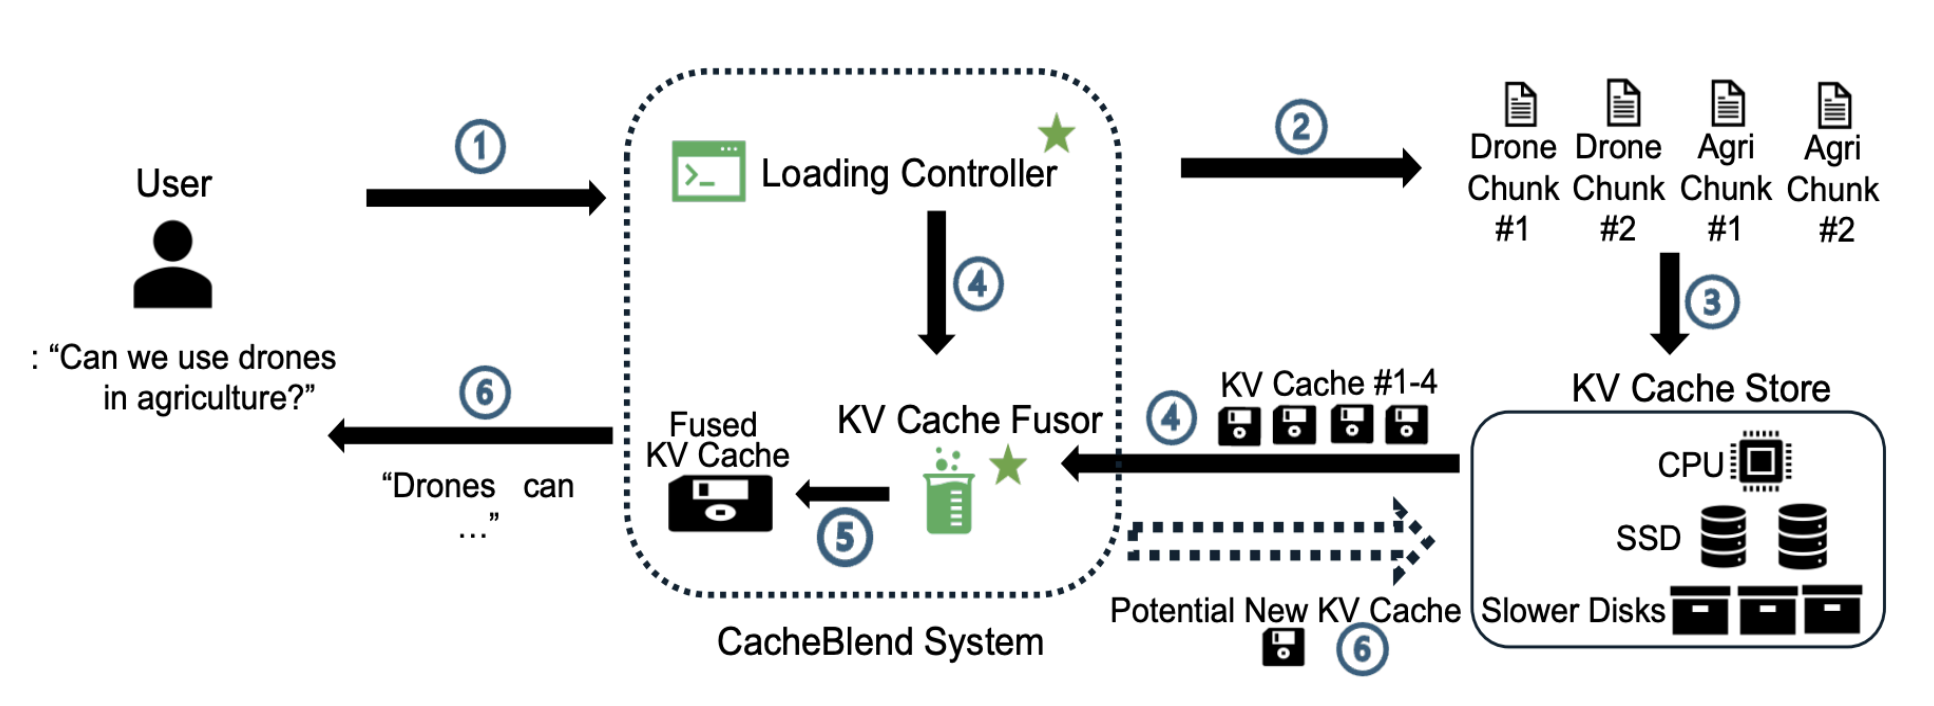 User
: “Can we use drones
in agriculture?”
1
Loading Controller
2
Drone
Chunk
#1
Drone
Chunk
#2
Agri
Chunk
#1
Agri
Chunk
#2
3
4
KV Cache Store
CPU
SSD
Slower Disks
KV Cache #1-4
4
KV Cache Fusor
5
Fused
KV Cache
6
“Drones can
...”
Potential New KV Cache
6
CacheBlend System